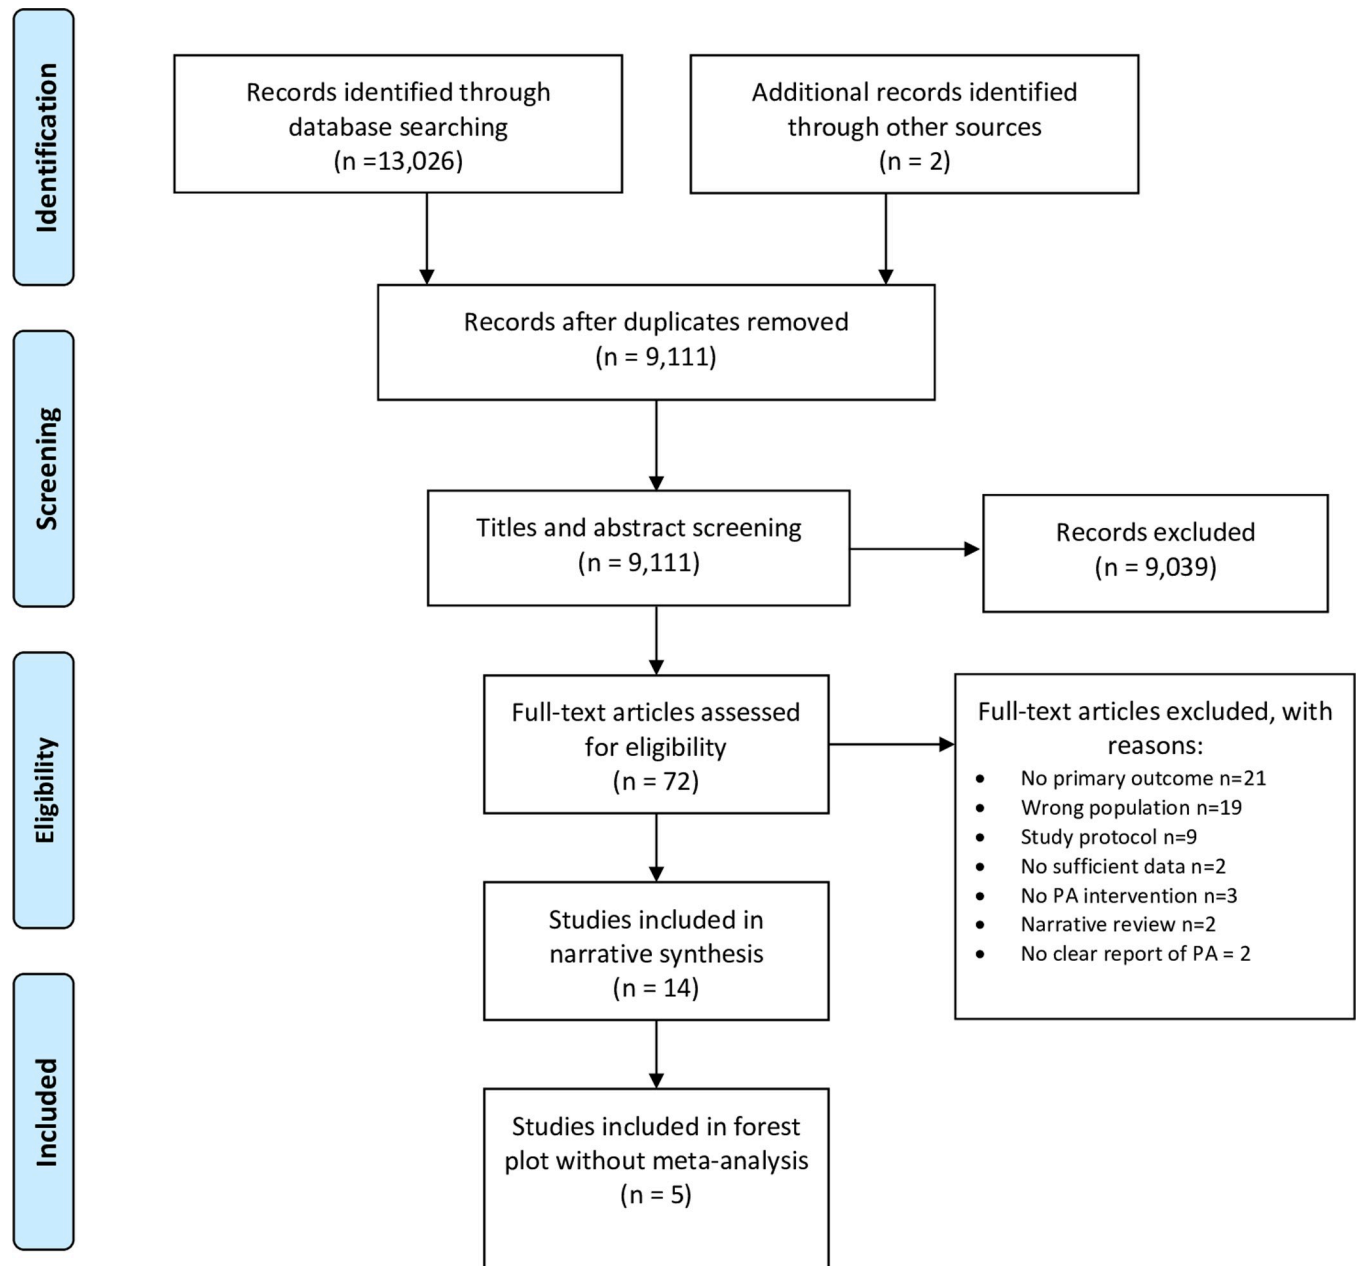 Identification
Records identified through
database searching
(n =13,026)
Additional records identified
through other sources
(n = 2)
Records after duplicates removed
(n = 9,111)
Screening
Titles and abstract screening
(n = 9,111)
Records excluded
(n = 9,039)
Eligibility
Full-text articles assessed
for eligibility
(n = 72)
Full-text articles excluded, with
reasons:
• No primary outcome n=21
• Wrong population n=19
• Study protocol n=9
• No sufficient data n=2
• No PA intervention n=3
• Narrative review n=2
• No clear report of PA = 2
Studies included in
narrative synthesis
(n = 14)
Included
Studies included in forest
plot without meta-analysis
(n = 5)